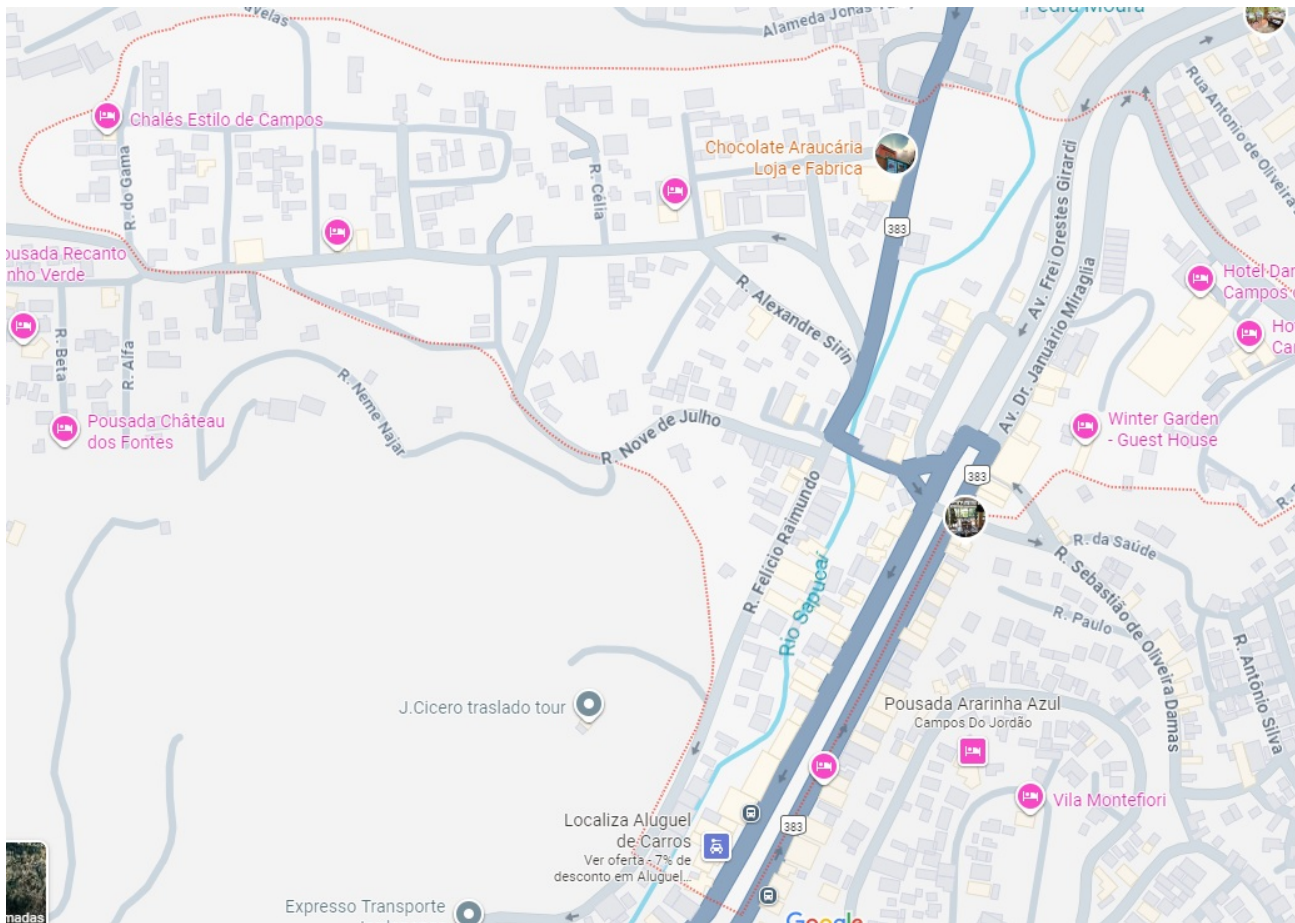 avelas
Alameda Jonas
Pedra Moura
Chalés Estilo de Campos
R. do Gama
R. Célia
Chocolate Araucária
Loja e Fabrica
383
Av. Frei Orestes Girardi
Rua Antonio de Oliveira
ousada Recanto
nho Verde
R. Alexandre Sirin
Av. Dr. Januário Miraglia
Hotel Dan
Campos
Ho
Ca
R. Beta
R. Alfa
R. Neme Najar
Pousada Château
dos Fontes
R. Nove de Julho
Winter Garden
- Guest House
383
R. Felício Raimundo
Rio Sapucaí
R. da Saúde
R. Sebastião de Oliveira Damas
R. Paulo
R. Antônio Silva
J.Cicero traslado tour
Pousada Ararinha Azul
Campos Do Jordão
Vila Montefiori
Localiza Aluguel
de Carros
Ver oferta - 7% de
desconto em Aluguel...
383
madas
Expresso Transporte
Google